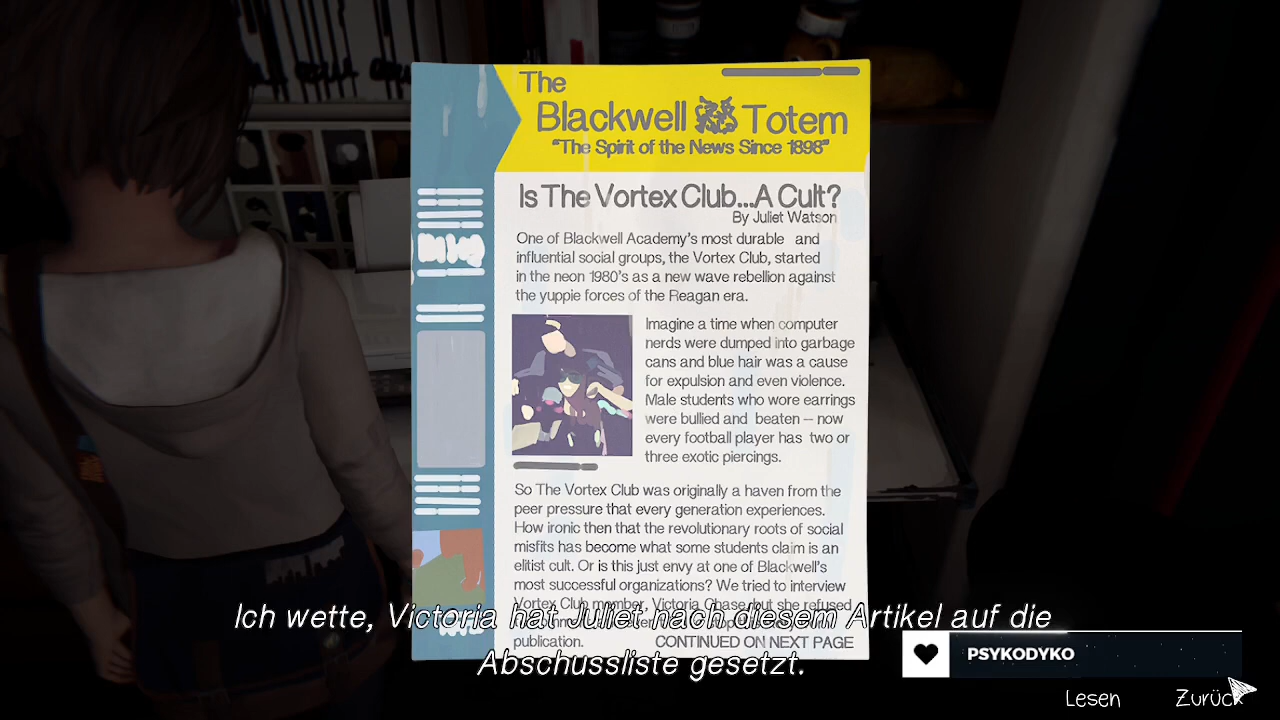 The
Blackwell Totem
"The Spirit of the News Since 1898"
Is The Vortex Club...A Cult?
By Juliet Watson
One of Blackwell Academy's most durable and
influential social groups, the Vortex Club, started
in the neon 1980's as a new wave rebellion against
the yuppie forces of the Reagan era.
Imagine a time when computer
nerds were dumped into garbage
cans and blue hair was a cause
for expulsion and even violence.
Male students who wore earrings
were bullied and beaten – now
every football player has two or
three exotic piercings.
So The Vortex Club was originally a haven from the
peer pressure that every generation experiences.
How ironic then that the revolutionary roots of social
misfits has become what some students claim is an
elitist cult. Or is this just envy at one of Blackwell's
most successful organizations? We tried to interview
Vortex Club member, Victoria Chase, but she refused
publication.
CONTINUED ON NEXT PAGE
Ich wette, Victoria hat Juliet nach diesem Artikel auf die
Abschussliste gesetzt.
PSYKODYKO
Lesen Zurück